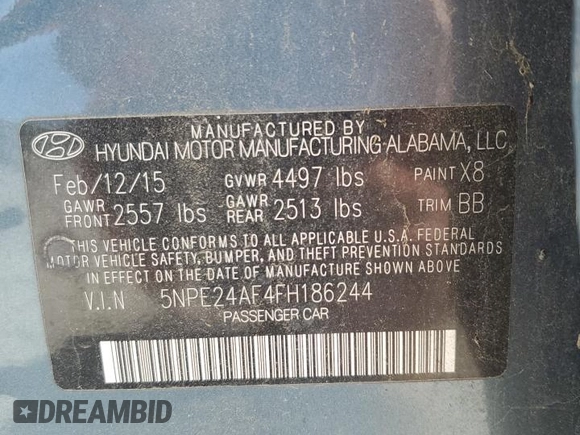 MANUFACTURED BY
HYUNDAI MOTOR MANUFACTURING-ALABAMA, LLC
Feb/12/15 GVWR 4497 lbs PAINT X8
GAWR FRONT 2557 lbs GAWR REAR 2513 lbs TRIM BB
THIS VEHICLE CONFORMS TO ALL APPLICABLE U.S.A. FEDERAL
MOTOR VEHICLE SAFETY, BUMPER, AND THEFT PREVENTION STANDARDS
IN EFFECT ON THE DATE OF MANUFACTURE SHOWN ABOVE.
V.I.N 5NPE24AF4FH186244
PASSENGER CAR
DREAMBID